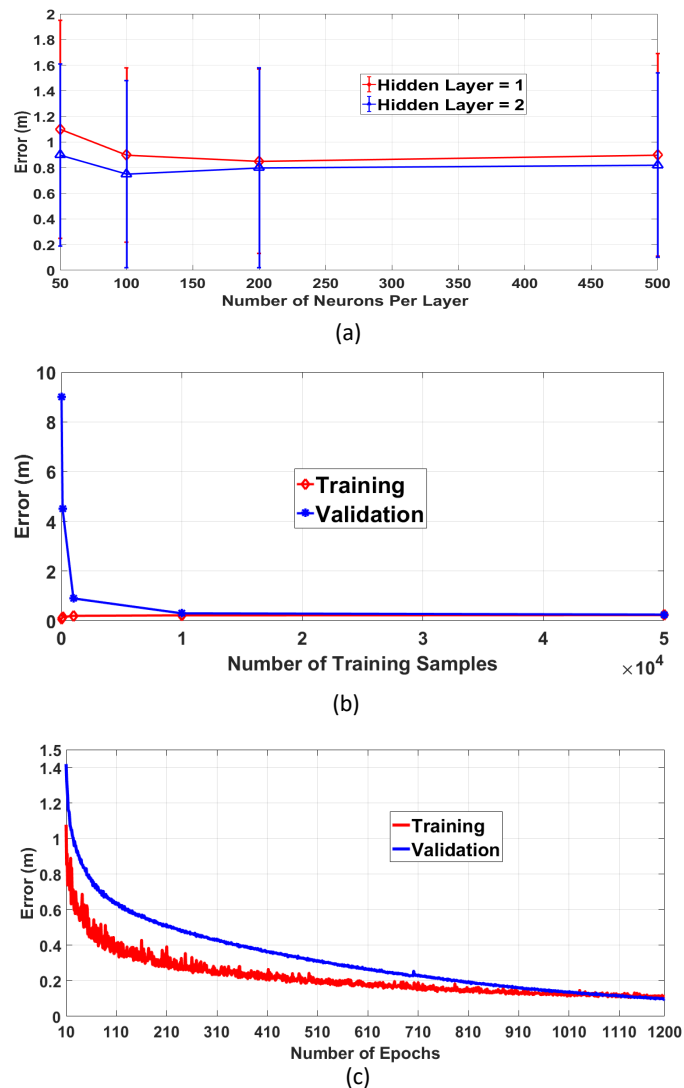 2
1.8
1.6
1.4
1.2
1
0.8
0.6
0.4
0.2
0
Error (m)
Hidden Layer = 1
Hidden Layer = 2
50 100 150 200 250 300 350 400 450 500
Number of Neurons Per Layer
(a)
10
8
6
4
2
0
Error (m)
Training
Validation
0 1 2 3 4 5
Number of Training Samples
×10⁴
(b)
1.5
1.4
1.2
1
0.8
0.6
0.4
0.2
0
Error (m)
Training
Validation
10 110 210 310 410 510 610 710 810 910 1010 1110 1200
Number of Epochs
(c)